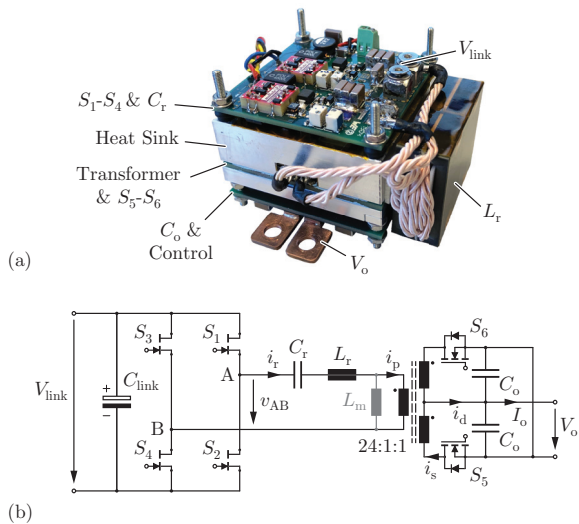 V_link
S_1-S_4 & C_r
Heat Sink
Transformer
& S_5-S_6
C_o &
Control
L_r
V_o
(a)
S_3
S_1
S_6
C_r
L_r
i_r
i_p
V_link
+
C_link
−
A
B
v_AB
L_m
C_o
i_d
I_o
V_o
C_o
S_4
S_2
24:1:1
i_s
S_5
(b)